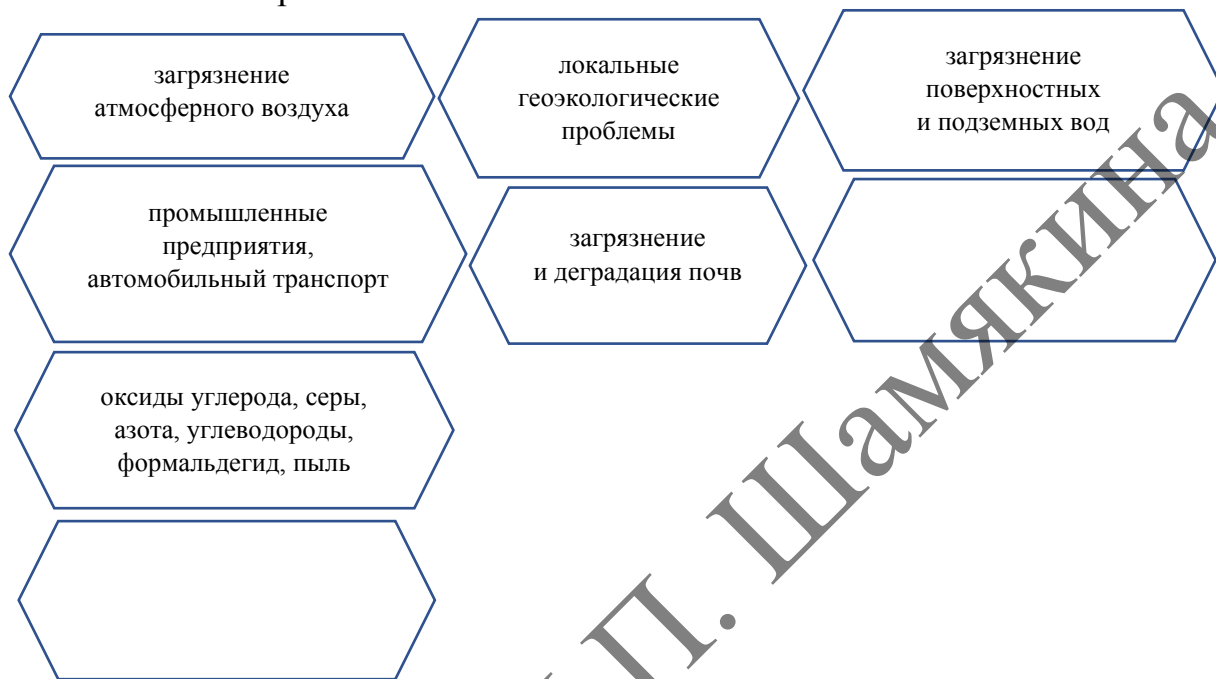 загрязнение
атмосферного воздуха
локальные
геоэкологические
проблемы
загрязнение
поверхностных
и подземных вод
промышленные
предприятия,
автомобильный транспорт
загрязнение
и деградация почв
оксиды углерода, серы,
азота, углеводороды,
формальдегид, пыль
П. Шамякина